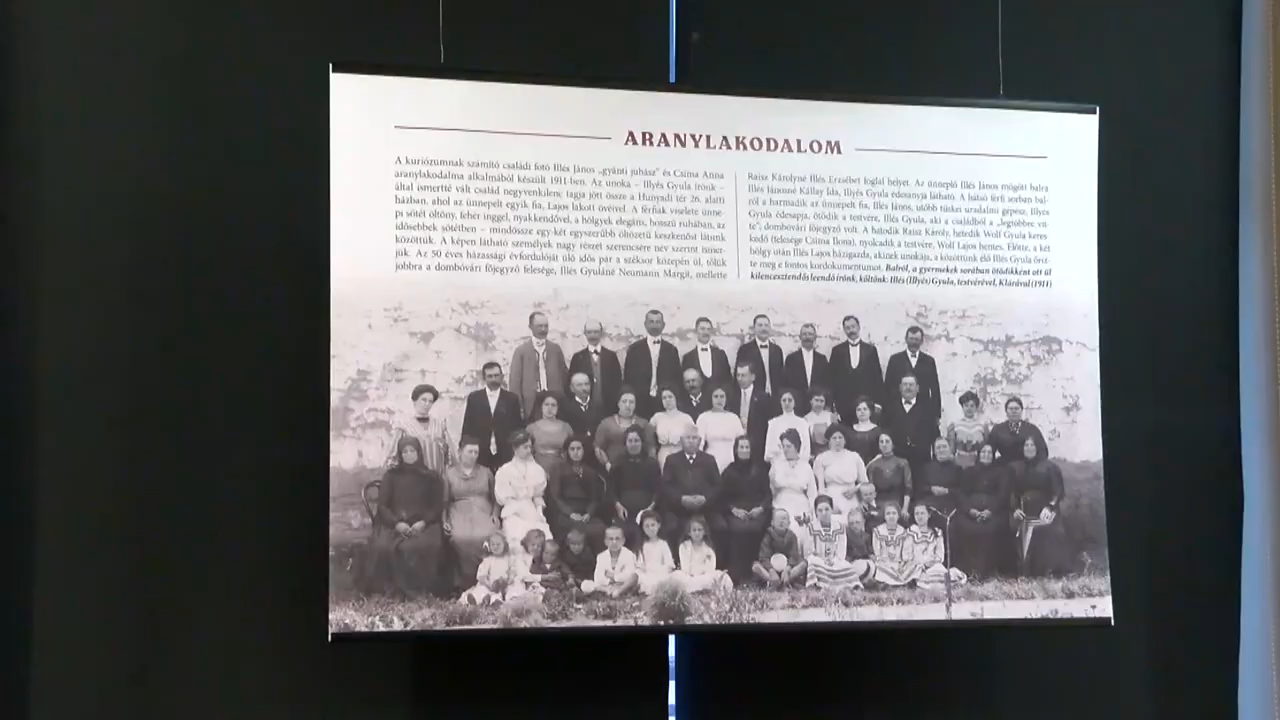 ARANYLAKODALOM
A kuriózumnak számító családi fotó Illés János „gyánti juhász” és Csima Anna
aranylakodalma alkalmából készült 1911-ben. Az unoka – Illyés Gyula írónk –
által ismertté vált család negyvenkilenc tagja jött össze a Hunyadi tér 26. alatti
házban, ahol az ünnepelt egyik fia, Lajos lakott övéivel. A férfiak viselete ünne-
pi sötét öltöny, fehér inggel, nyakkendővel, a hölgyek elegáns, hosszú ruhában, az
idősebbek sötétben – mindössze egy-két egyszerűbb öltözetű keszkenőst látunk
közöttük. A képen látható személyek nagy részét szerencsére név szerint ismer-
jük. Az 50 éves házassági évfordulóját ülő idős pár a széksor közepén ül, tőlük
jobbra a dombóvári főjegyző felesége, Illés Gyuláné Neumann Margit, mellette
Raisz Károlyné Illés Erzsébet foglal helyet. Az ünneplő Illés János mögött balra
Illés Jánosné Kállay Ida, Illyés Gyula édesanyja látható. A hátsó férfi sorban bal-
ról a harmadik az ünnepelt fia, Illés János, utóbb tüskei uradalmi gépész, Illyés
Gyula édesapja, ötödik a testvére, Illés Gyula, aki a családból a „legtöbbre vit-
te”, dombóvári főjegyző volt. A hatodik Raisz Károly, hetedik Wolf Gyula keres
kedő (felesége Csima Ilona), nyolcadik a testvére, Wolf Lajos hentes. Előtte, a két
hölgy után Illés Lajos házigazda, akinek unokája, a közöttünk élő Illés Gyula őriz-
te meg e fontos kordokumentumot. Balról, a gyermekek sorában ötödikként ott ül
kilencesztendős leendő írónk, költőnk: Illés (Illyés) Gyula, testvérével, Klárával (1911)